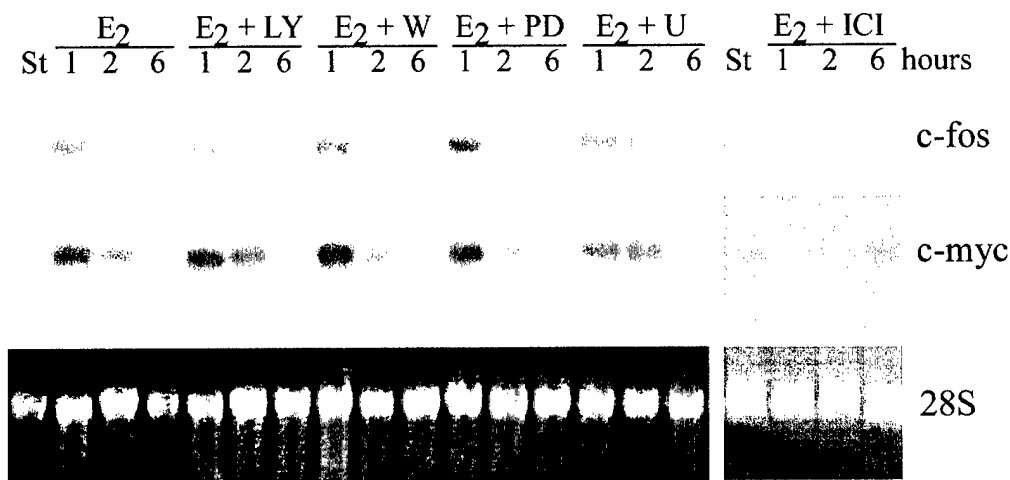 E2 E2 + LY E2 + W E2 + PD E2 + U E2 + ICI
St 1 2 6 1 2 6 1 2 6 1 2 6 1 2 6 St 1 2 6 hours
c-fos
c-myc
28S